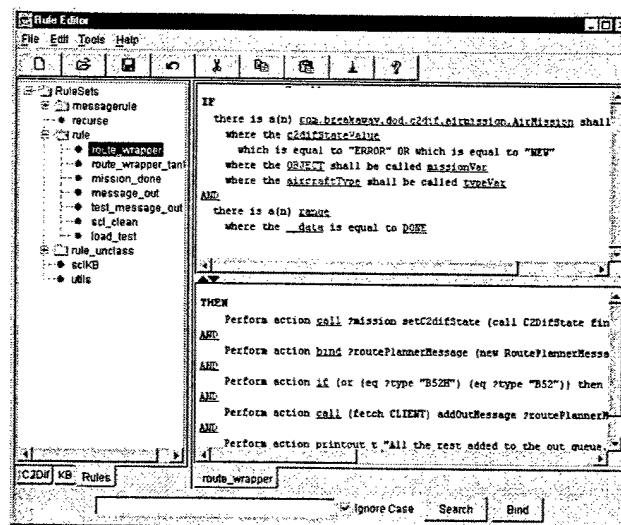 Rule Editor
File Edit Tools Help
RuleSets
messagerule
recurse
rule
route_wrapper
route_wrapper_tank
mission_done
message_out
test_message_out
scl_clean
load_test
rule_unclass
sclKB
utils
C2Dif KB Rules
IF
there is a(n) com.breakaway.dod.c2dif.airmission.AirMission shall
where the c2difStateValue
which is equal to "ERROR" OR which is equal to "NEW"
where the OBJECT shall be called missionVar
where the aircraftType shall be called typeVar
AND
there is a(n) range
where the __data is equal to DONE
THEN
Perform action call ?mission setC2difState (call C2DifState fin
AND
Perform action bind ?routePlannerMessage (new RoutePlannerMessa
AND
Perform action if (or (eq ?type "B52H") (eq ?type "B52")) then
AND
Perform action call (fetch CLIENT) addOutMessage ?routePlannerM
AND
Perform action printout t "All the rest added to the out queue.
route_wrapper
Ignore Case Search Bind